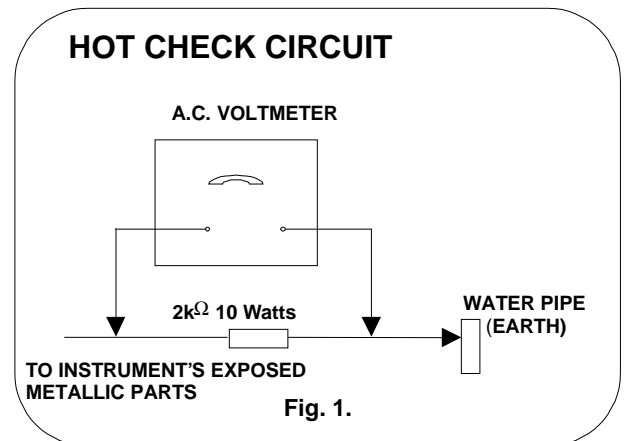 HOT CHECK CIRCUIT
A.C. VOLTMETER
2kΩ 10 Watts
WATER PIPE
(EARTH)
TO INSTRUMENT'S EXPOSED
METALLIC PARTS
Fig. 1.